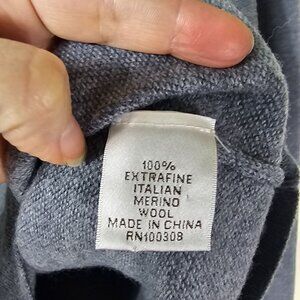 100%
EXTRAFINE
ITALIAN
MERINO
WOOL
MADE IN CHINA
RN100308